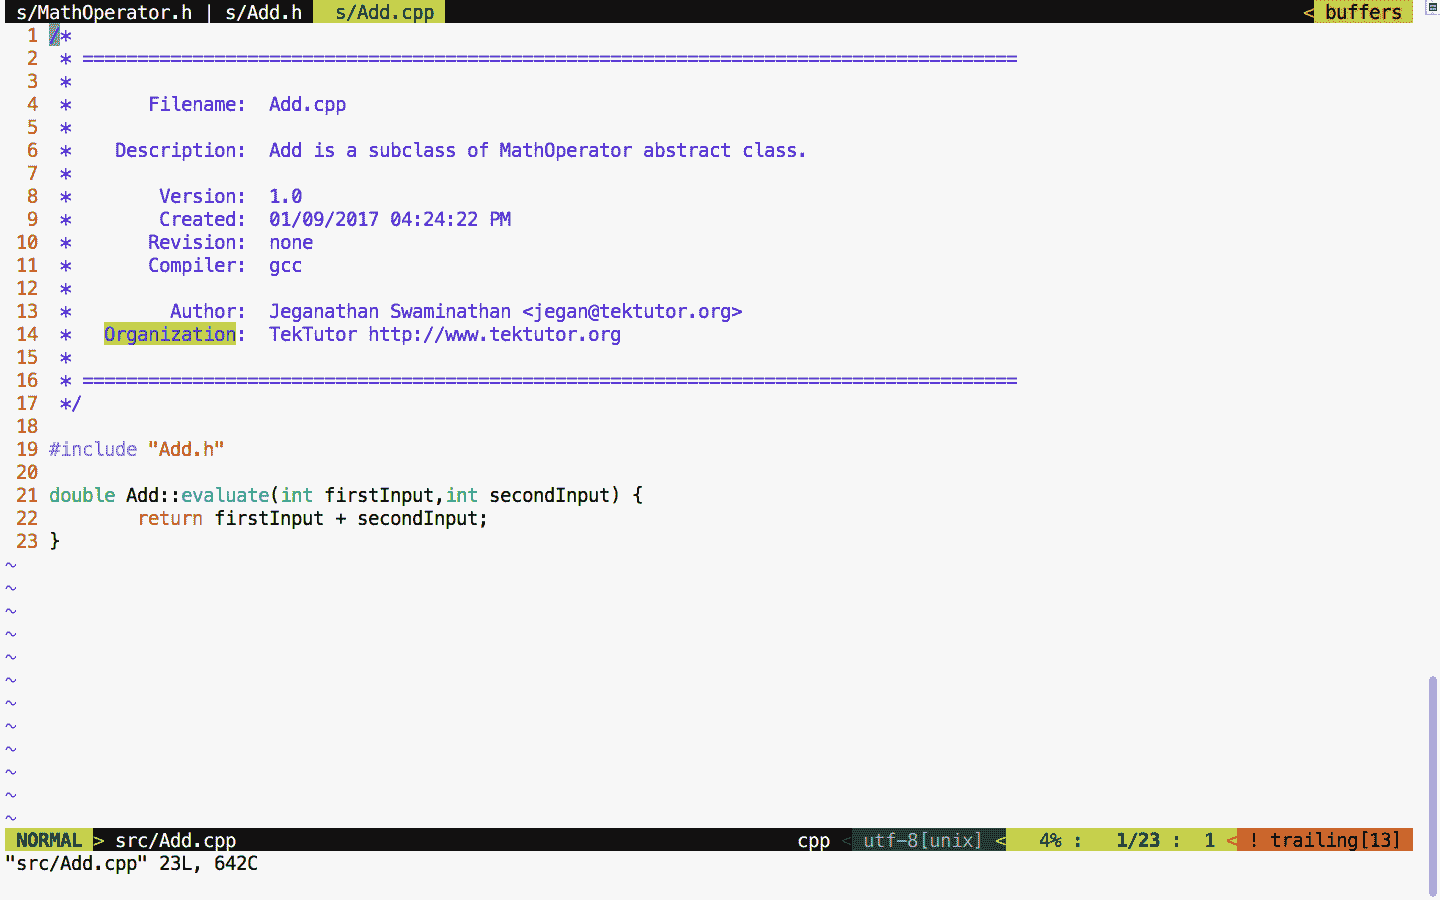 s/MathOperator.h | s/Add.h  s/Add.cpp < buffers
1 /*
2  * =====================================================================================
3  *
4  *       Filename:  Add.cpp
5  *
6  *    Description:  Add is a subclass of MathOperator abstract class.
7  *
8  *        Version:  1.0
9  *        Created:  01/09/2017 04:24:22 PM
10  *       Revision:  none
11  *       Compiler:  gcc
12  *
13  *         Author:  Jeganathan Swaminathan <jegan@tektutor.org>
14  *   Organization:  TekTutor http://www.tektutor.org
15  *
16  * =====================================================================================
17  */
18
19 #include "Add.h"
20
21 double Add::evaluate(int firstInput,int secondInput) {
22         return firstInput + secondInput;
23 }
~
~
~
~
~
~
~
~
~
~
~
~
NORMAL > src/Add.cpp cpp < utf-8[unix] < 4% : 1/23 : 1 < ! trailing[13]
"src/Add.cpp" 23L, 642C